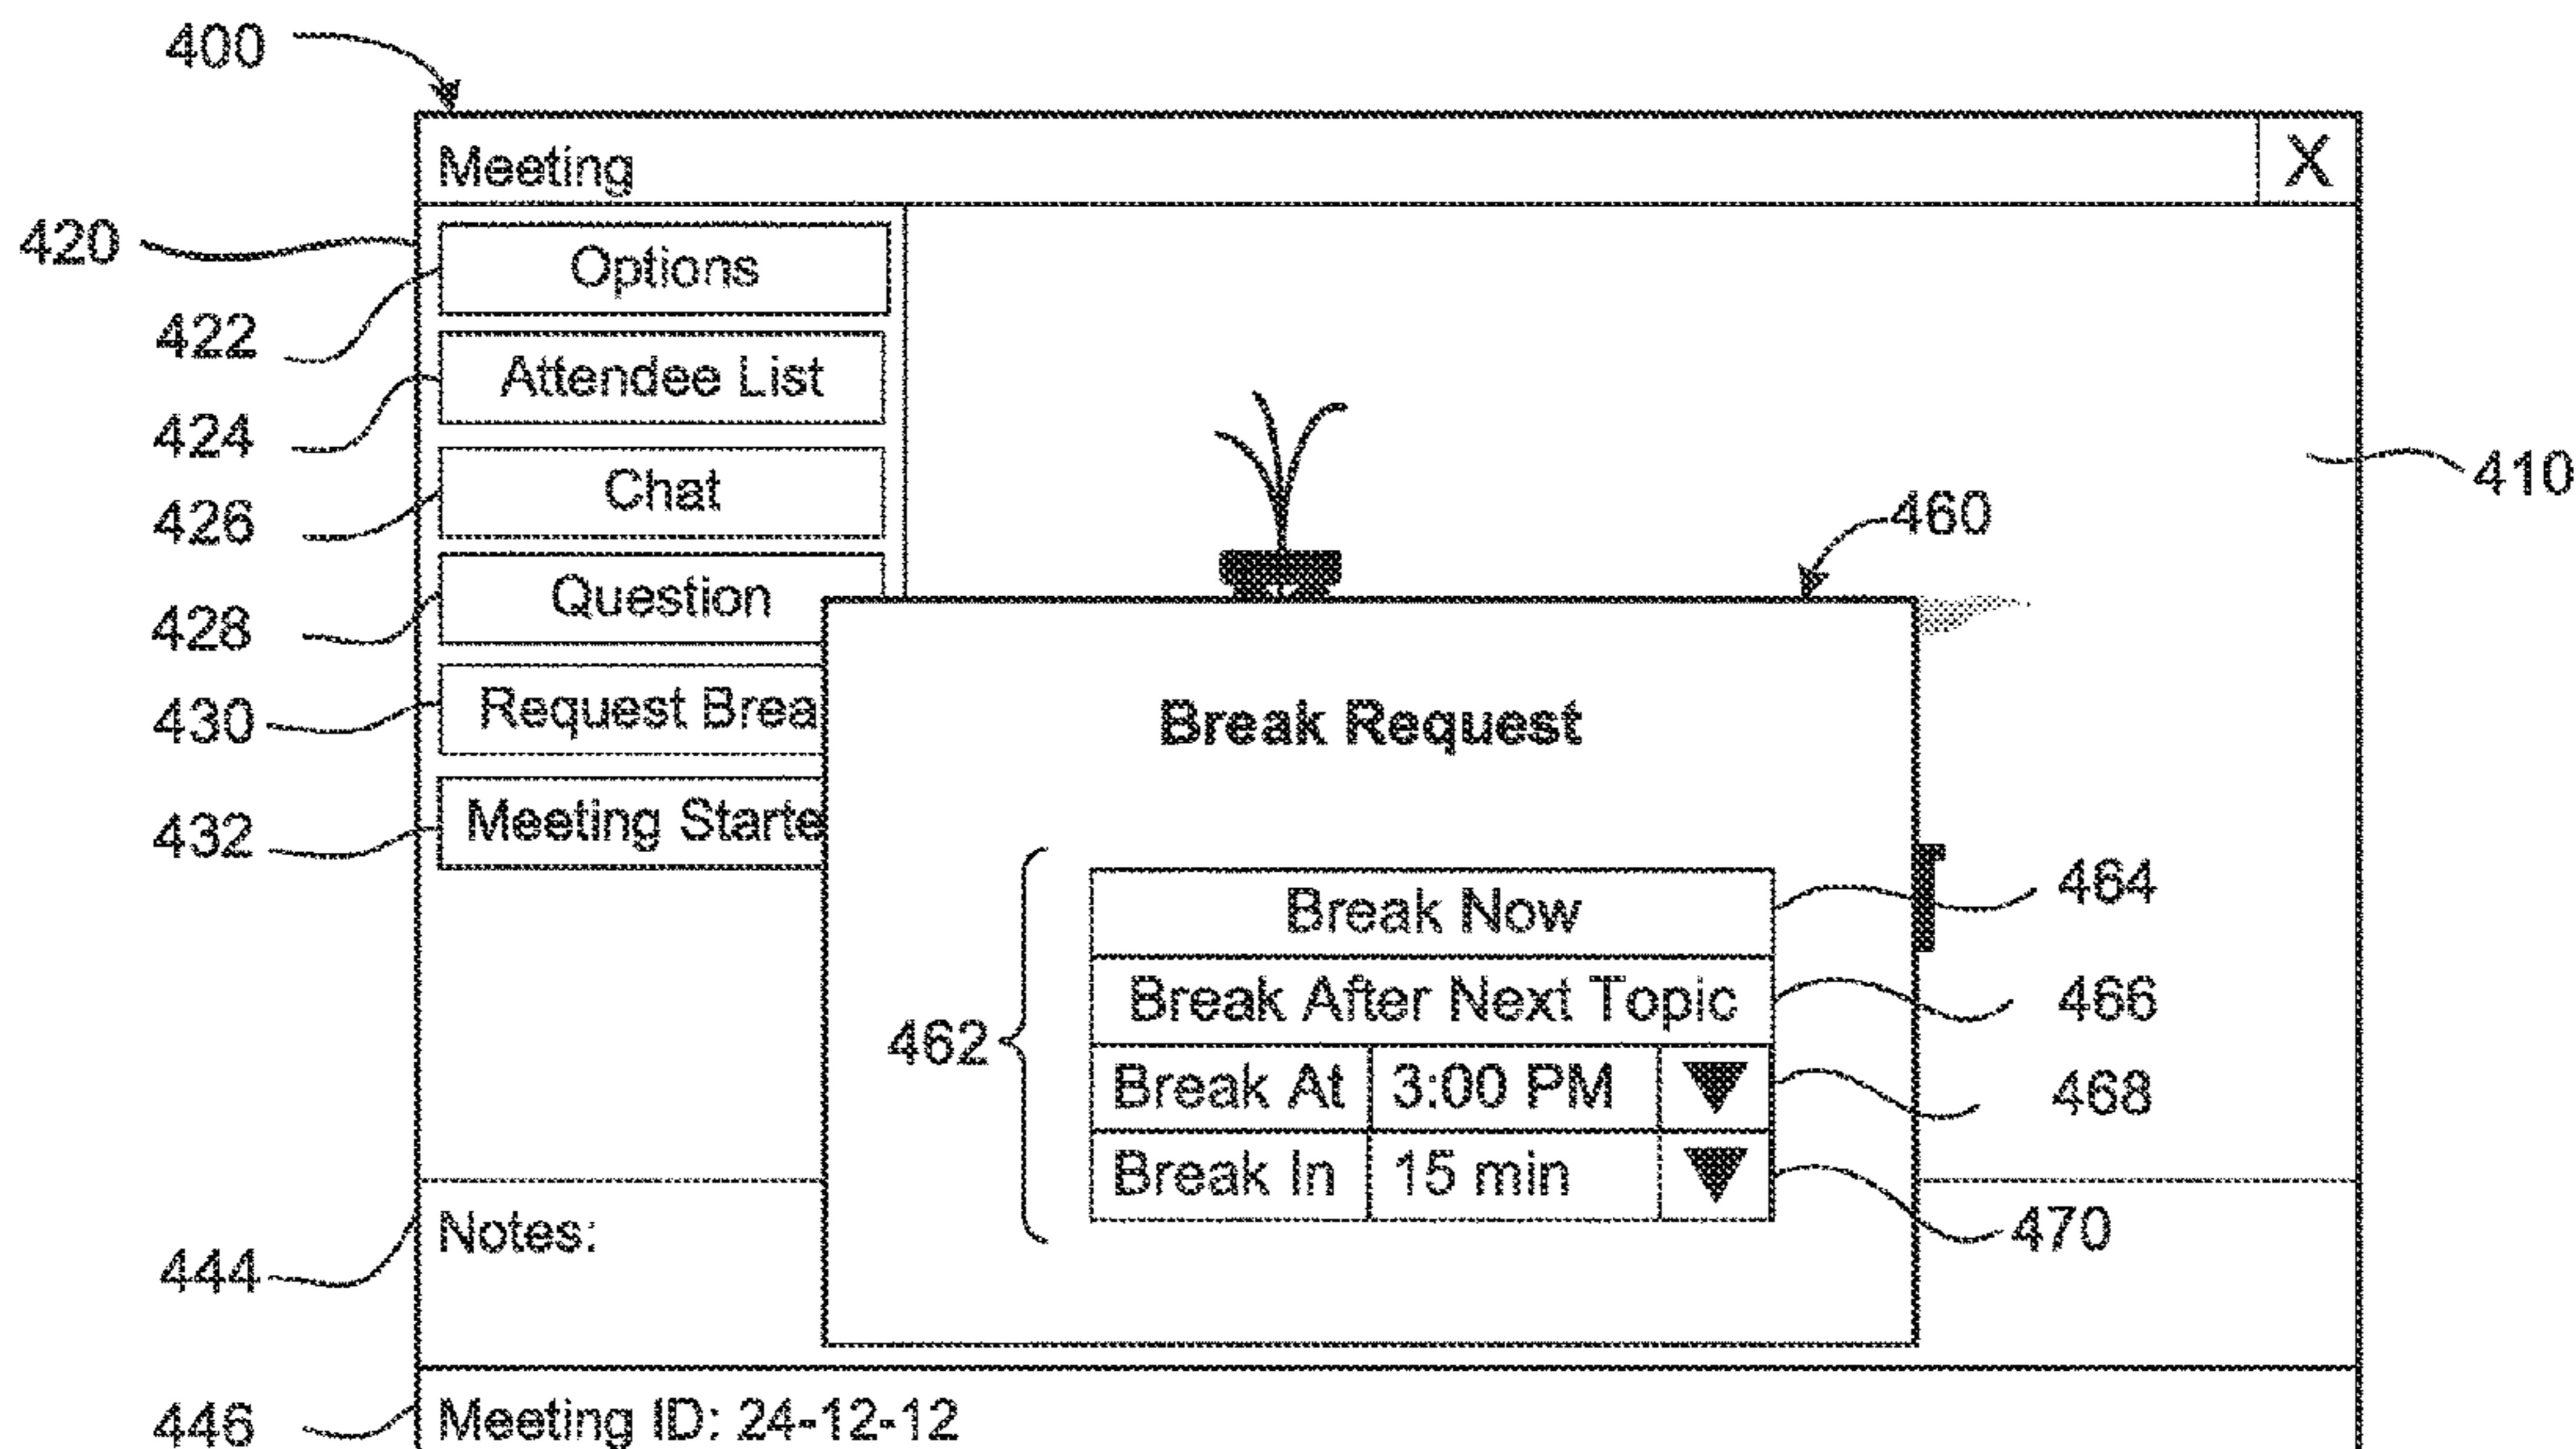 400
Meeting X
420 Options
422
Attendee List
424
Chat 410
426 460
Question
428
430 Request Brea Break Request
432 Meeting Starte
Break Now 464
Break After Next Topic 466
462
Break At 3:00 PM 468
Break In 15 min
Notes: 470
444
446 Meeting ID: 24-12-12